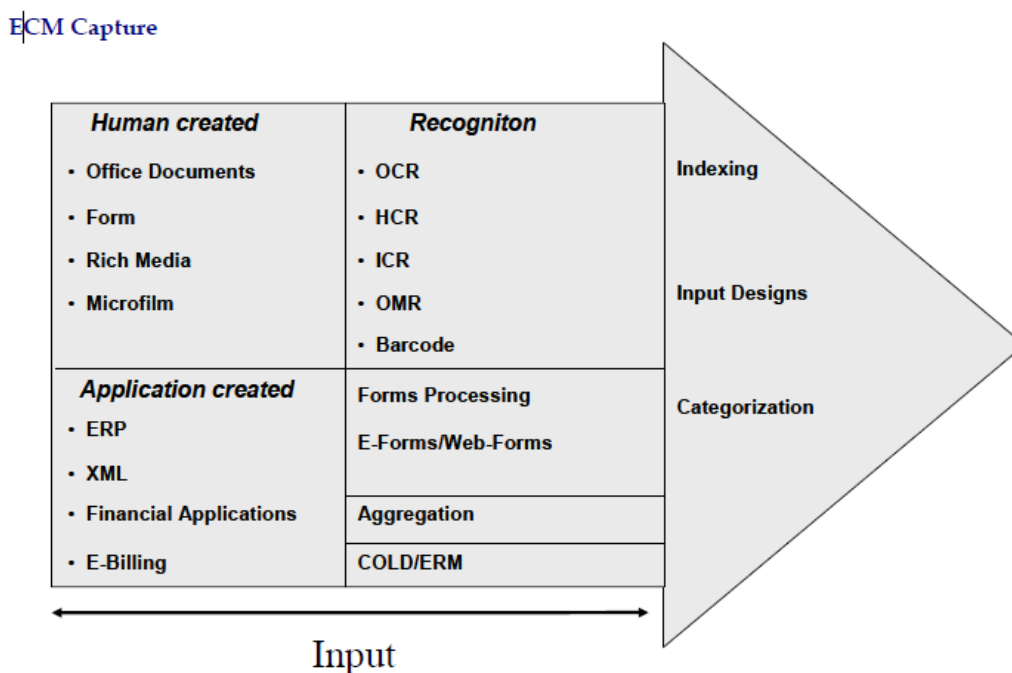 ECM Capture
Human created
• Office Documents
• Form
• Rich Media
• Microfilm
Recogniton
• OCR
• HCR
• ICR
• OMR
• Barcode
Application created
• ERP
• XML
• Financial Applications
• E-Billing
Forms Processing
E-Forms/Web-Forms
Aggregation
COLD/ERM
Indexing
Input Designs
Categorization
Input